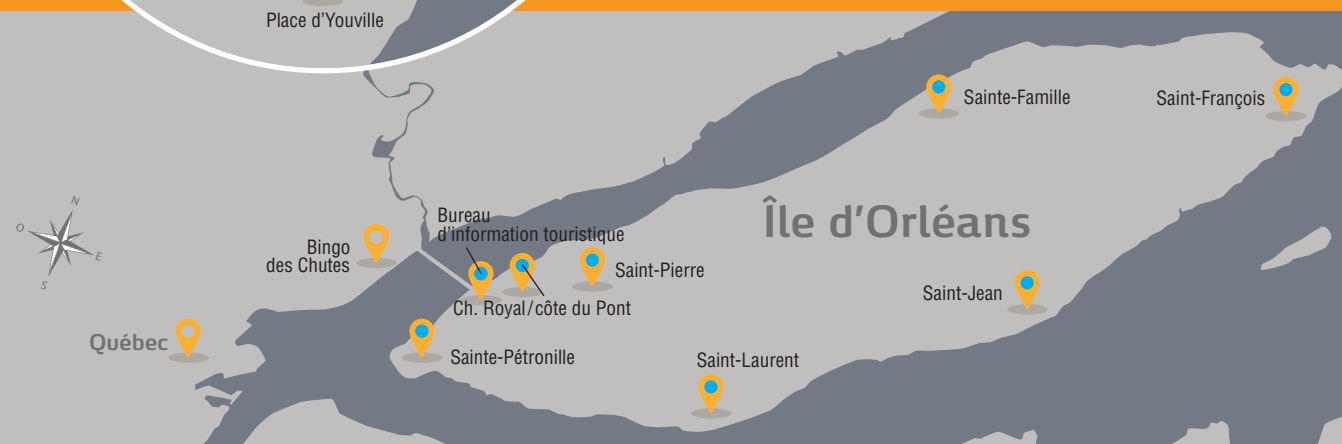 Place d'Youville
Sainte-Famille
Saint-François
N
O
E
S
Bureau
d'information touristique
Île d'Orléans
Bingo
des Chutes
Saint-Pierre
Saint-Jean
Ch. Royal/côte du Pont
Québec
Sainte-Pétronille
Saint-Laurent